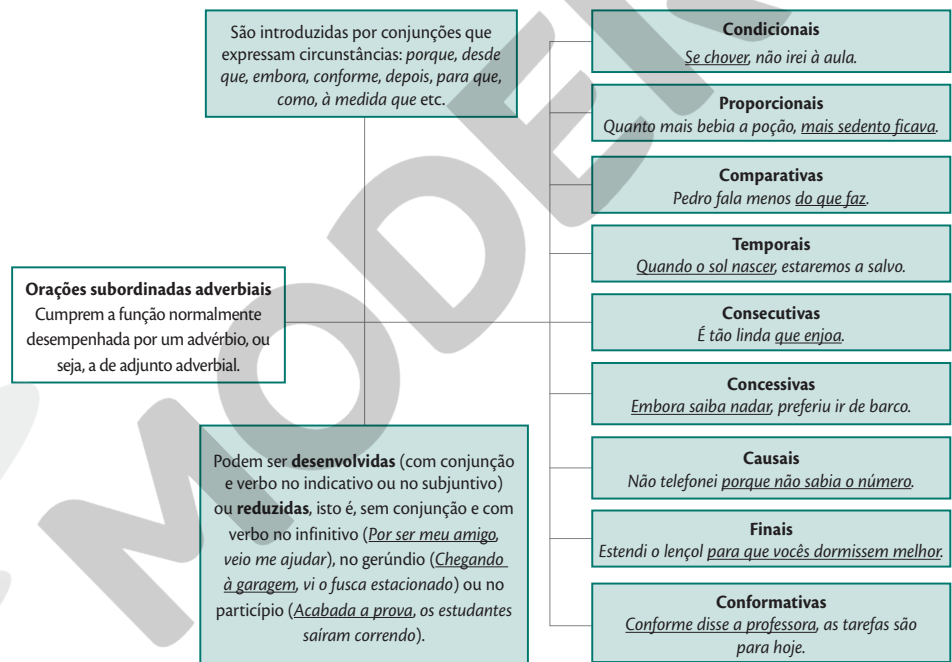 São introduzidas por conjunções que
expressam circunstâncias: porque, desde
que, embora, conforme, depois, para que,
como, à medida que etc.
Orações subordinadas adverbiais
Cumprem a função normalmente
desempenhada por um advérbio, ou
seja, a de adjunto adverbial.
Podem ser desenvolvidas (com conjunção
e verbo no indicativo ou no subjuntivo)
ou reduzidas, isto é, sem conjunção e com
verbo no infinitivo (Por ser meu amigo,
veio me ajudar), no gerúndio (Chegando
à garagem, vi o fusca estacionado) ou no
particípio (Acabada a prova, os estudantes
saíram correndo).
Condicionais
Se chover, não irei à aula.
Proporcionais
Quanto mais bebia a poção, mais sedento ficava.
Comparativas
Pedro fala menos do que faz.
Temporais
Quando o sol nascer, estaremos a salvo.
Consecutivas
É tão linda que enjoa.
Concessivas
Embora saiba nadar, preferiu ir de barco.
Causais
Não telefonei porque não sabia o número.
Finais
Estendi o lençol para que vocês dormissem melhor.
Conformativas
Conforme disse a professora, as tarefas são
para hoje.
MODER